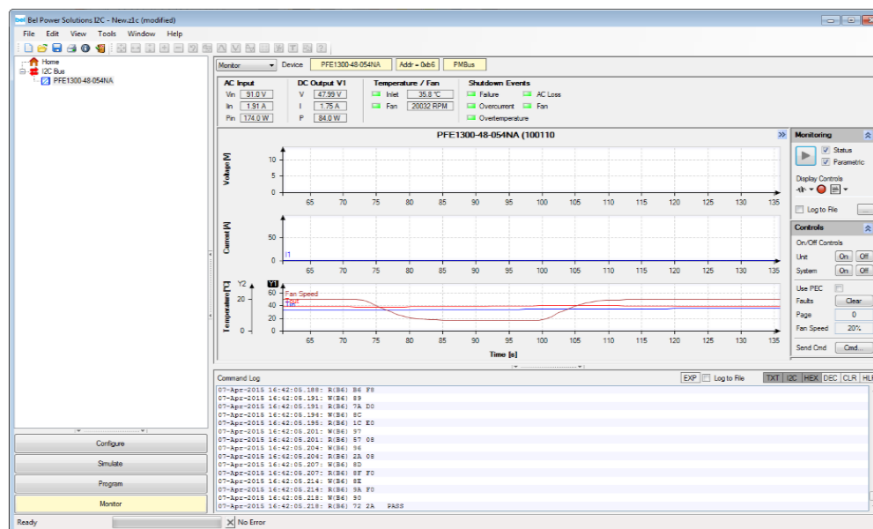 Bel Power Solutions I2C - New.z1c (modified)
File Edit View Tools Window Help
Home
I2C Bus
PFE1300-48-054NA
Monitor Device PFE1300-48-054NA Addr = 0xb6 PMBus
AC Input DC Output V1 Temperature / Fan Shutdown Events
Vin 91.0 V V 47.99 V Inlet 35.8 °C Failure AC Loss
Iin 1.91 A I 1.75 A Fan 20032 RPM Overcurrent Fan
Pin 174.0 W P 84.0 W Overtemperature
PFE1300-48-054NA (100110
Voltage [V]
10
5
0
65 70 75 80 85 90 95 100 105 110 115 120 125 130 135
Current [A]
50
0
I1
65 70 75 80 85 90 95 100 105 110 115 120 125 130 135
Temperature [°C]
Y2 Y1
20 0
60 40 20 0
Fan Speed
65 70 75 80 85 90 95 100 105 110 115 120 125 130 135
Time [s]
Monitoring
Status
Parametric
Display Controls
Log to File ...
Controls
On/Off Controls
Unit On Off
System On Off
Use PEC
Faults Clear
Page 0
Fan Speed 20%
Send Cmd Cmd...
Command Log EXP Log to File TXT I2C HEX DEC CLR HLP
07-Apr-2015 16:42:05.188: R(B6) B6 F8
07-Apr-2015 16:42:05.191: W(B6) 89
07-Apr-2015 16:42:05.191: R(B6) 7A D0
07-Apr-2015 16:42:05.194: W(B6) 8C
07-Apr-2015 16:42:05.195: R(B6) 1C E0
07-Apr-2015 16:42:05.201: W(B6) 97
07-Apr-2015 16:42:05.201: R(B6) 57 08
07-Apr-2015 16:42:05.204: W(B6) 96
07-Apr-2015 16:42:05.204: R(B6) 2A 08
07-Apr-2015 16:42:05.207: W(B6) 8D
07-Apr-2015 16:42:05.207: R(B6) 8F F0
07-Apr-2015 16:42:05.214: W(B6) 8E
07-Apr-2015 16:42:05.214: R(B6) 9A F0
07-Apr-2015 16:42:05.218: W(B6) 90
07-Apr-2015 16:42:05.218: R(B6) 72 2A PASS
Configure
Simulate
Program
Monitor
Ready No Error